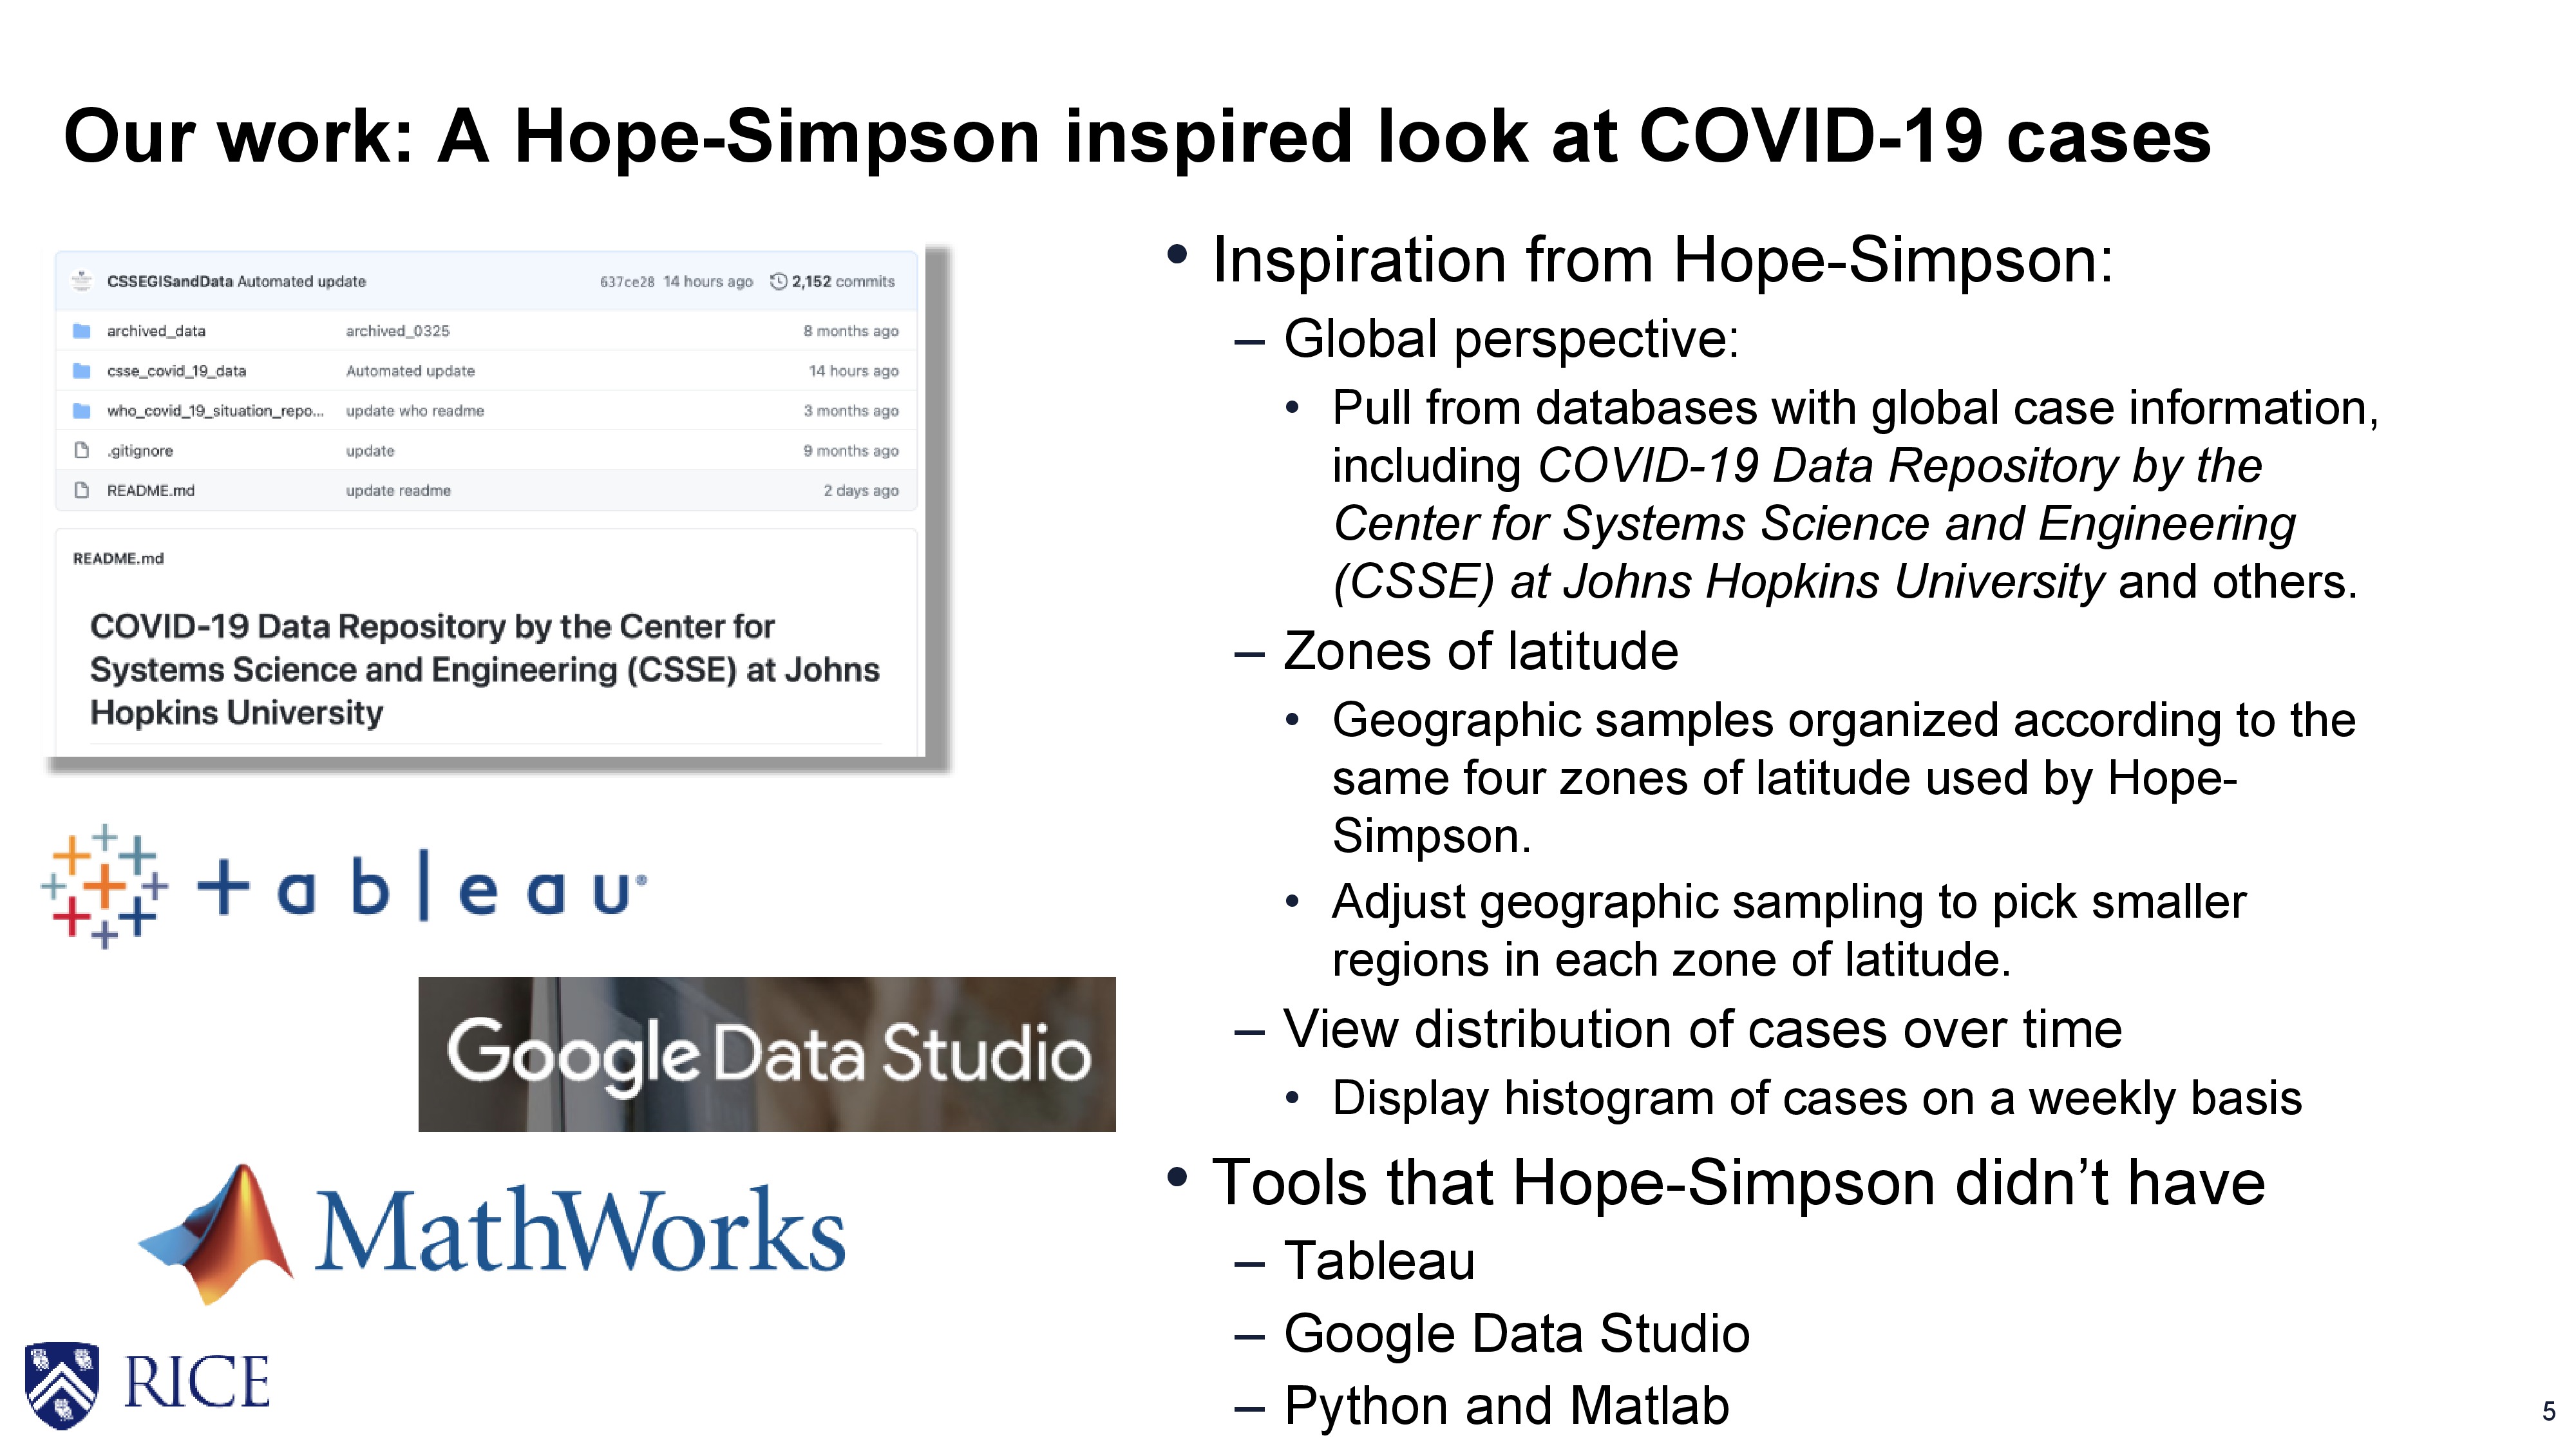 Our work: A Hope-Simpson inspired look at COVID-19 cases
CSSEGISandData Automated update 637ce28 14 hours ago 2,152 commits
archived_data archived_0325 8 months ago
csse_covid_19_data Automated update 14 hours ago
who_covid_19_situation_repo... update who readme 3 months ago
.gitignore update 9 months ago
README.md update readme 2 days ago
README.md
COVID-19 Data Repository by the Center for
Systems Science and Engineering (CSSE) at Johns
Hopkins University
+ableau®
Google Data Studio
MathWorks
RICE
• Inspiration from Hope-Simpson:
– Global perspective:
• Pull from databases with global case information,
including COVID-19 Data Repository by the
Center for Systems Science and Engineering
(CSSE) at Johns Hopkins University and others.
– Zones of latitude
• Geographic samples organized according to the
same four zones of latitude used by Hope-
Simpson.
• Adjust geographic sampling to pick smaller
regions in each zone of latitude.
– View distribution of cases over time
• Display histogram of cases on a weekly basis
• Tools that Hope-Simpson didn’t have
– Tableau
– Google Data Studio
– Python and Matlab
5